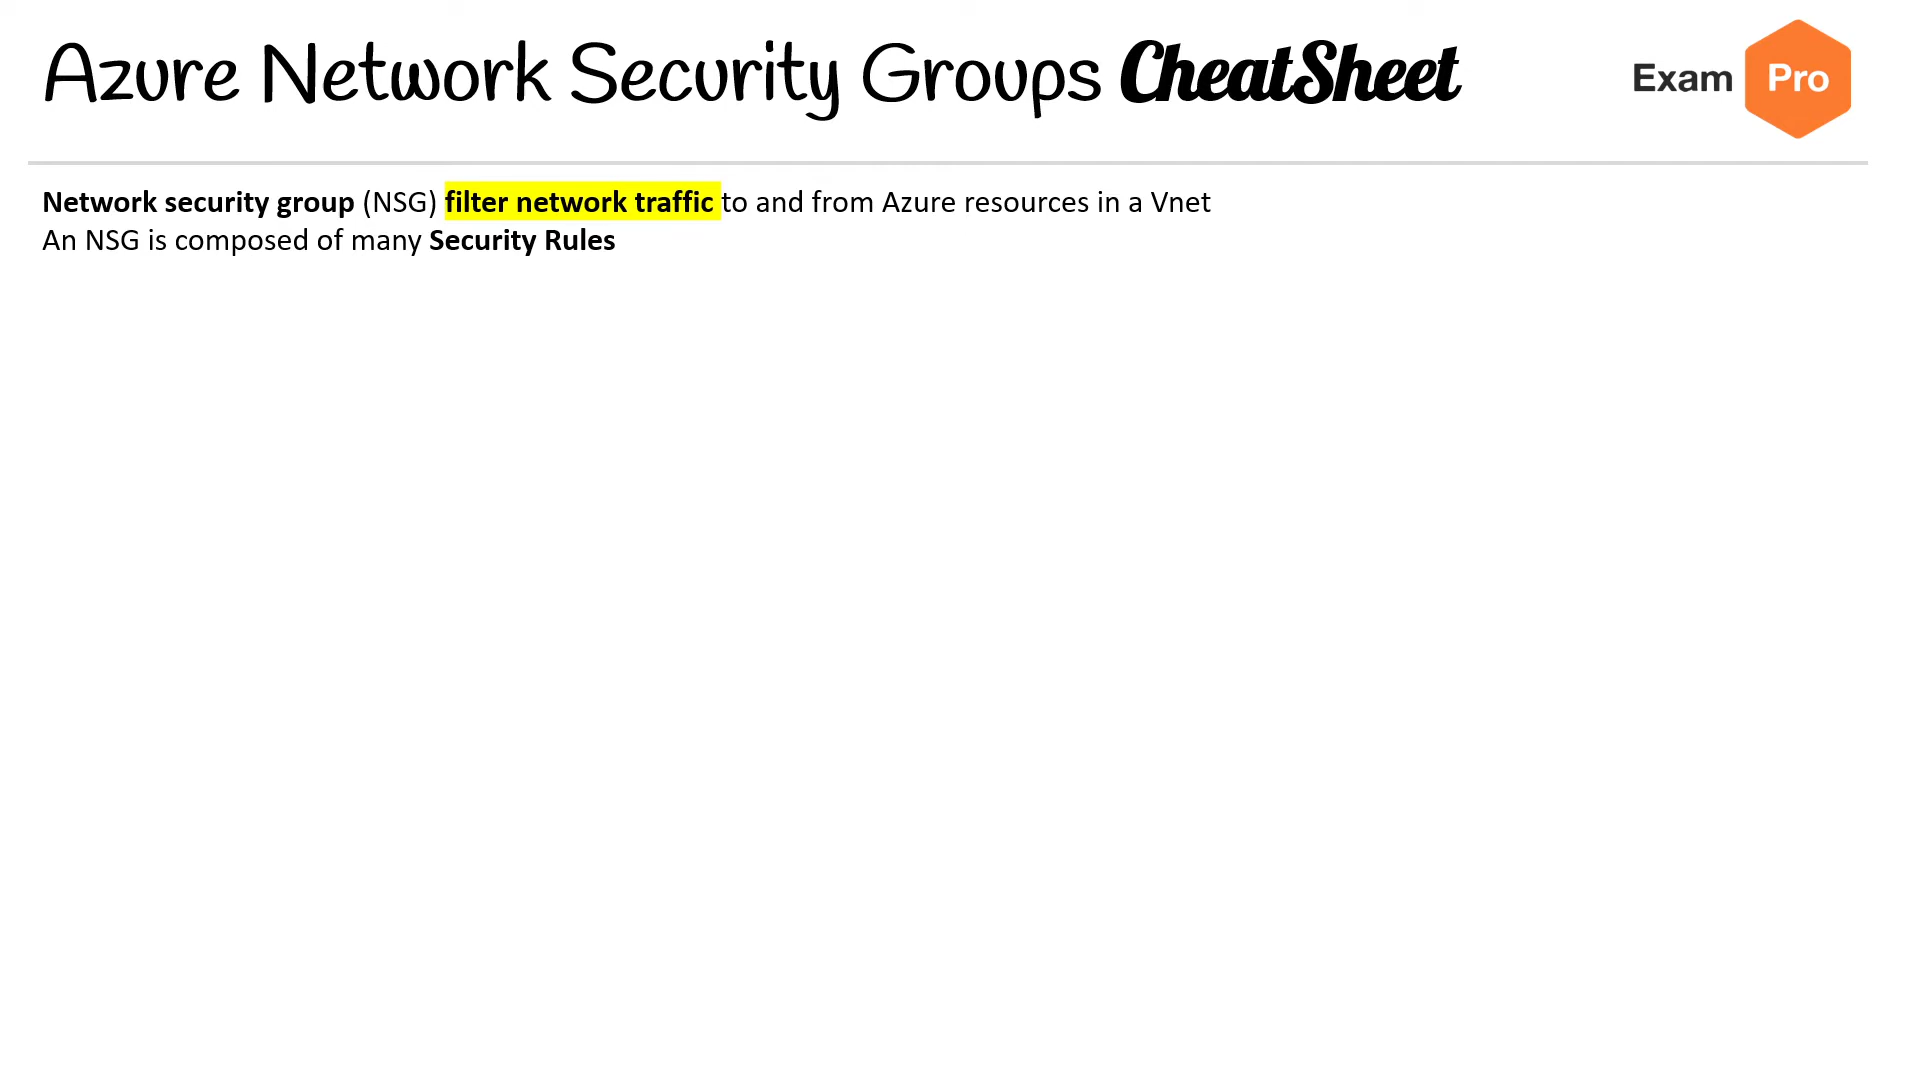 Azure Network Security Groups CheatSheet
Exam Pro
Network security group (NSG) filter network traffic to and from Azure resources in a Vnet
An NSG is composed of many Security Rules